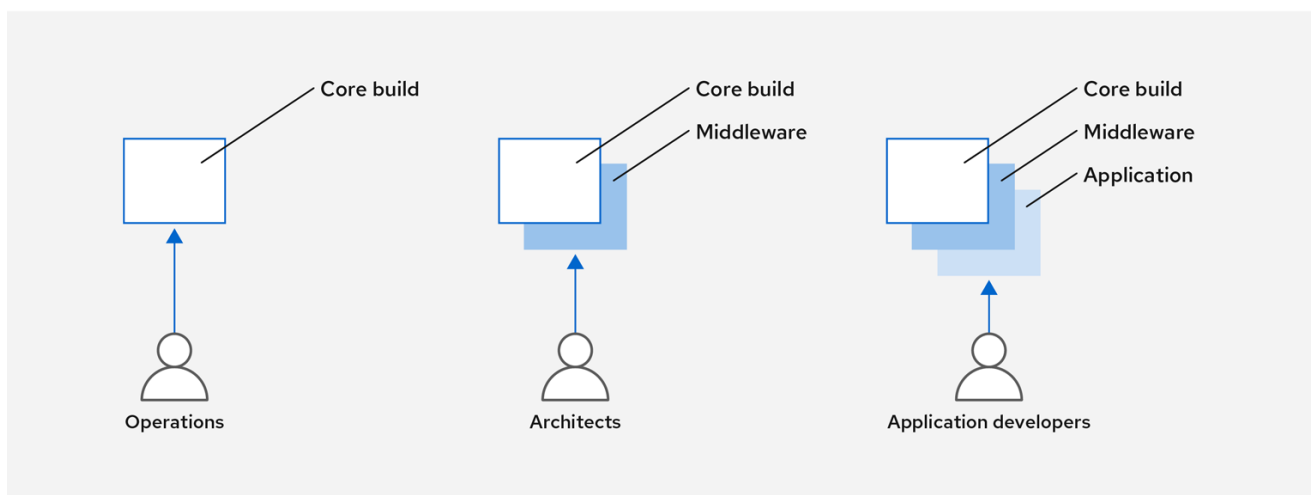 Core build
Operations
Core build
Middleware
Architects
Core build
Middleware
Application
Application developers